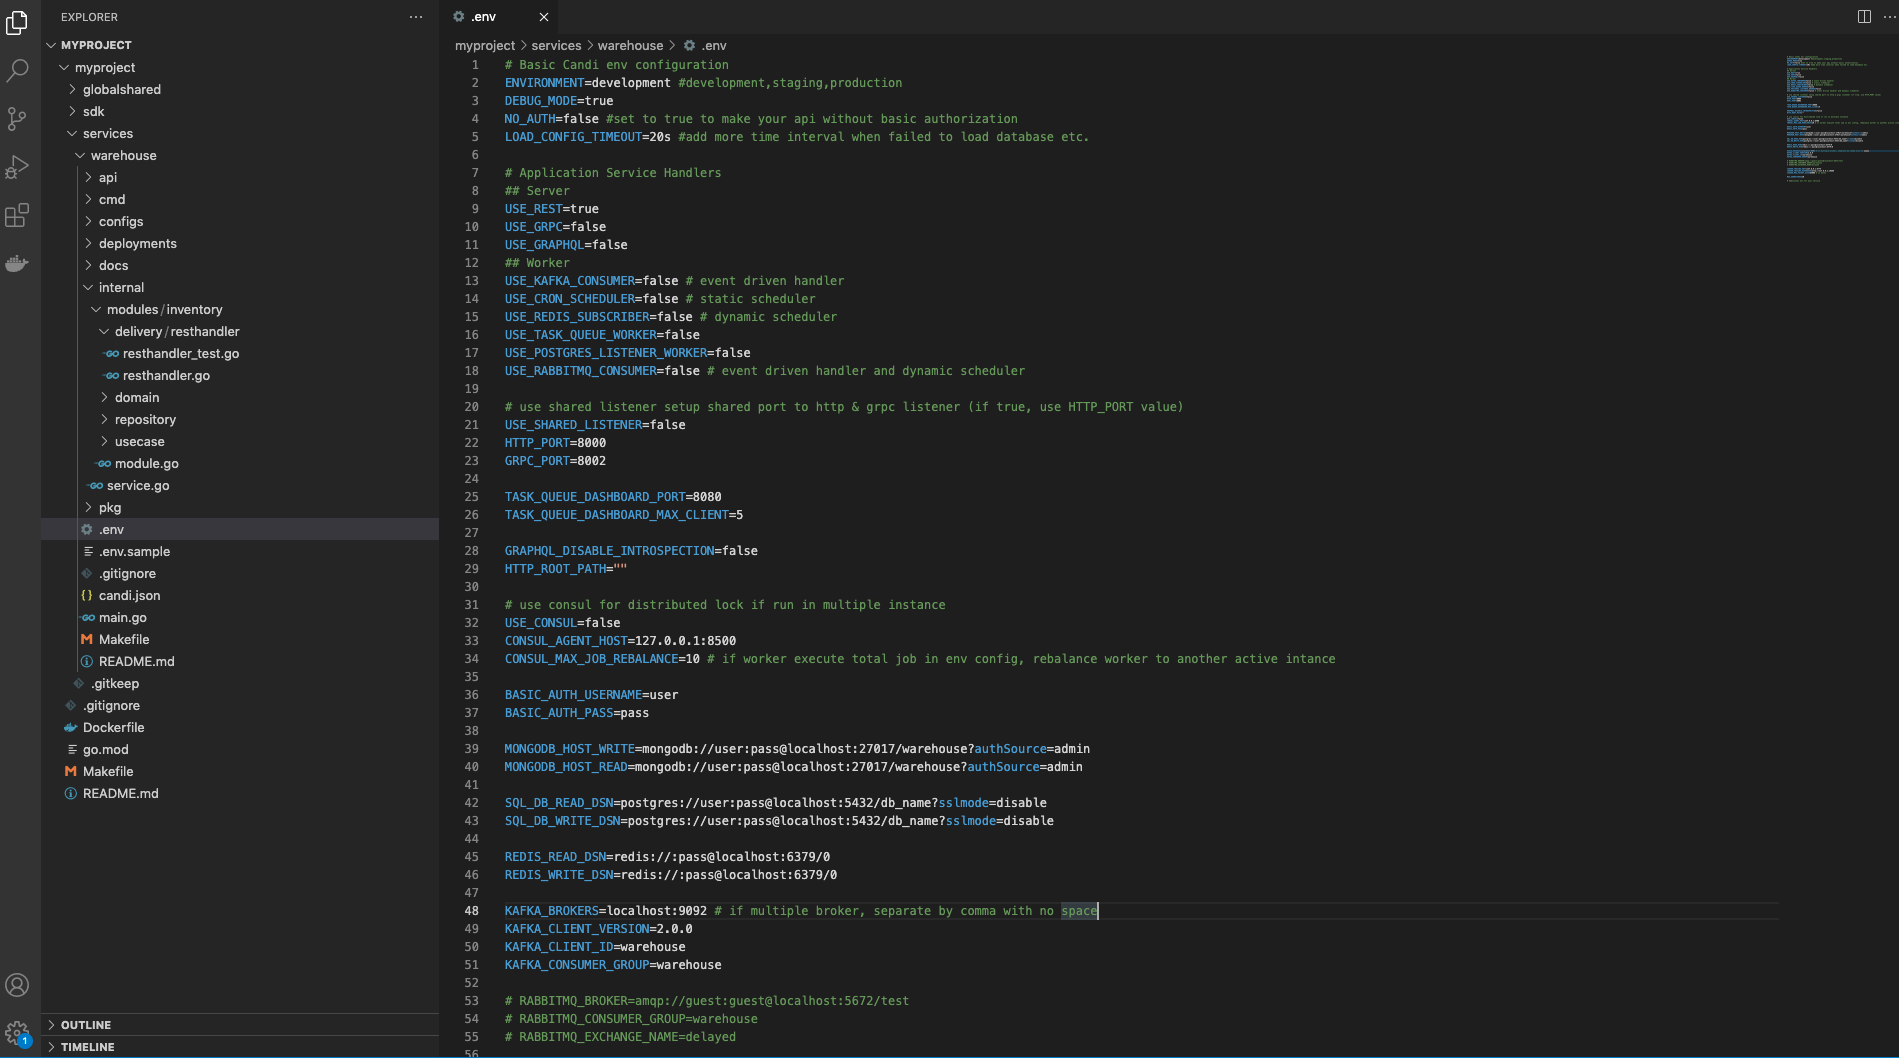 EXPLORER
MYPROJECT
myproject
globalshared
sdk
services
warehouse
api
cmd
configs
deployments
docs
internal
modules/inventory
delivery/resthandler
GO resthandler_test.go
GO resthandler.go
domain
repository
usecase
GO module.go
GO service.go
pkg
.env
.env.sample
.gitignore
{} candi.json
GO main.go
M Makefile
README.md
.gitkeep
.gitignore
Dockerfile
go.mod
M Makefile
README.md
OUTLINE
TIMELINE
1
.env
myproject > services > warehouse > .env
1 # Basic Candi env configuration
2 ENVIRONMENT=development #development,staging,production
3 DEBUG_MODE=true
4 NO_AUTH=false #set to true to make your api without basic authorization
5 LOAD_CONFIG_TIMEOUT=20s #add more time interval when failed to load database etc.
6
7 # Application Service Handlers
8 ## Server
9 USE_REST=true
10 USE_GRPC=false
11 USE_GRAPHQL=false
12 ## Worker
13 USE_KAFKA_CONSUMER=false # event driven handler
14 USE_CRON_SCHEDULER=false # static scheduler
15 USE_REDIS_SUBSCRIBER=false # dynamic scheduler
16 USE_TASK_QUEUE_WORKER=false
17 USE_POSTGRES_LISTENER_WORKER=false
18 USE_RABBITMQ_CONSUMER=false # event driven handler and dynamic scheduler
19
20 # use shared listener setup shared port to http & grpc listener (if true, use HTTP_PORT value)
21 USE_SHARED_LISTENER=false
22 HTTP_PORT=8000
23 GRPC_PORT=8002
24
25 TASK_QUEUE_DASHBOARD_PORT=8080
26 TASK_QUEUE_DASHBOARD_MAX_CLIENT=5
27
28 GRAPHQL_DISABLE_INTROSPECTION=false
29 HTTP_ROOT_PATH=""
30
31 # use consul for distributed lock if run in multiple instance
32 USE_CONSUL=false
33 CONSUL_AGENT_HOST=127.0.0.1:8500
34 CONSUL_MAX_JOB_REBALANCE=10 # if worker execute total job in env config, rebalance worker to another active intance
35
36 BASIC_AUTH_USERNAME=user
37 BASIC_AUTH_PASS=pass
38
39 MONGODB_HOST_WRITE=mongodb://user:pass@localhost:27017/warehouse?authSource=admin
40 MONGODB_HOST_READ=mongodb://user:pass@localhost:27017/warehouse?authSource=admin
41
42 SQL_DB_READ_DSN=postgres://user:pass@localhost:5432/db_name?sslmode=disable
43 SQL_DB_WRITE_DSN=postgres://user:pass@localhost:5432/db_name?sslmode=disable
44
45 REDIS_READ_DSN=redis://:pass@localhost:6379/0
46 REDIS_WRITE_DSN=redis://:pass@localhost:6379/0
47
48 KAFKA_BROKERS=localhost:9092 # if multiple broker, separate by comma with no space
49 KAFKA_CLIENT_VERSION=2.0.0
50 KAFKA_CLIENT_ID=warehouse
51 KAFKA_CONSUMER_GROUP=warehouse
52
53 # RABBITMQ_BROKER=amqp://guest:guest@localhost:5672/test
54 # RABBITMQ_CONSUMER_GROUP=warehouse
55 # RABBITMQ_EXCHANGE_NAME=delayed
56